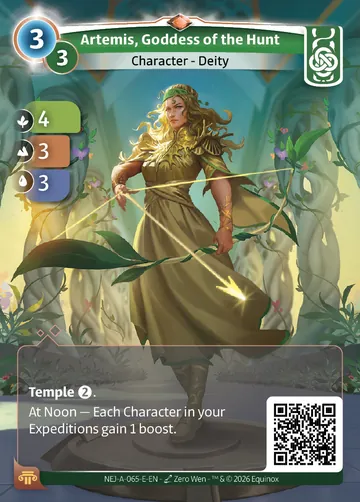 3
3
Artemis, Goddess of the Hunt
Character - Deity
4
3
3
Temple ❷.
At Noon — Each Character in your
Expeditions gain 1 boost.
NEJ-A-065-E-EN - Zero Wen - ™ & © 2026 Equinox